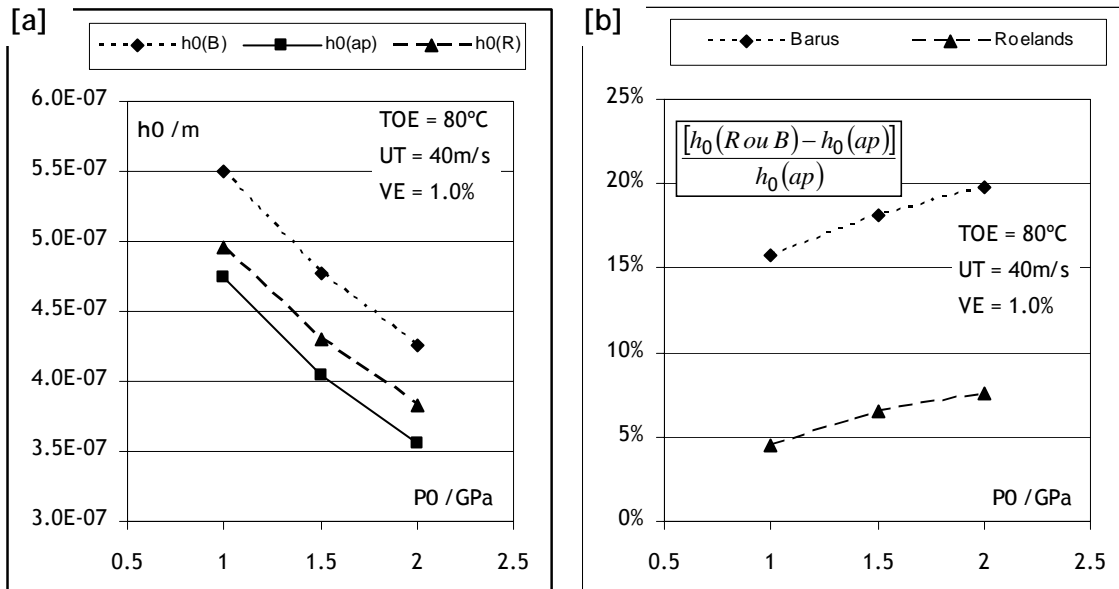 [a]
h0(B) h0(ap) h0(R)
6.0E-07
5.5E-07
5.0E-07
4.5E-07
4.0E-07
3.5E-07
3.0E-07
h0 /m
TOE = 80ºC
UT = 40m/s
VE = 1.0%
P0 /GPa
0.5 1 1.5 2 2.5
[b]
Barus Roelands
25%
20%
15%
10%
5%
0%
[h0(R ou B) – h0(ap)]
h0(ap)
TOE = 80ºC
UT = 40m/s
VE = 1.0%
P0 /GPa
0.5 1 1.5 2 2.5